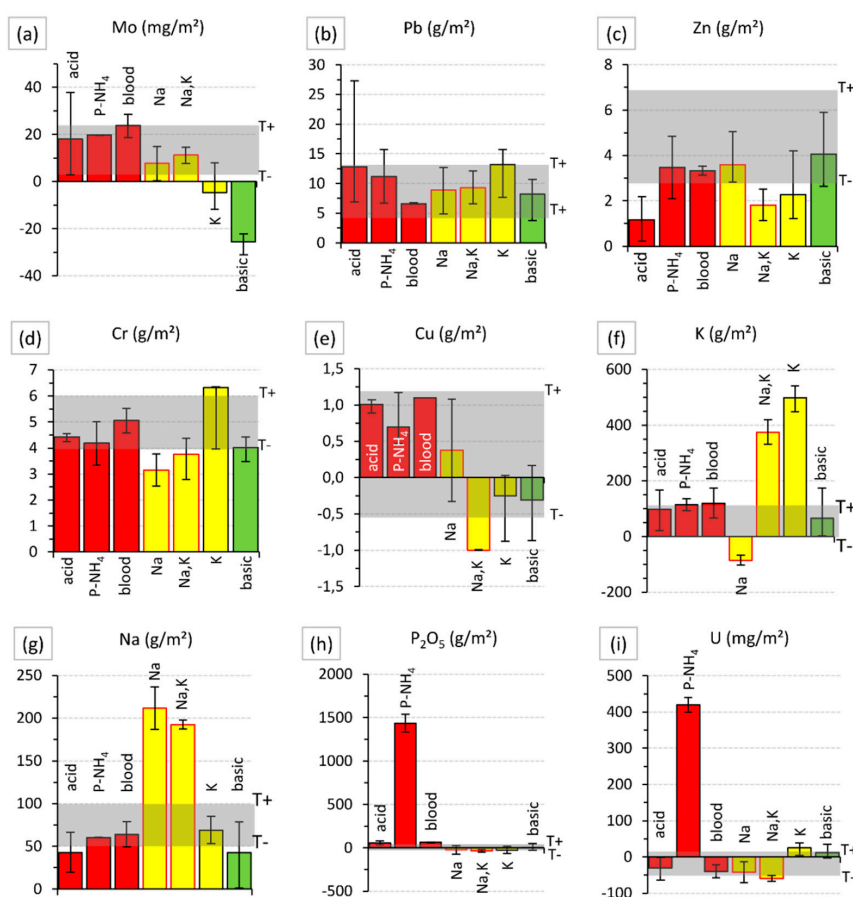 (a) Mo (mg/m²)
40
20
0
-20
-40
acid
P-NH₄
blood
Na
Na,K
K
basic
T+
T-
(b) Pb (g/m²)
30
25
20
15
10
5
0
acid
P-NH₄
blood
Na
Na,K
K
basic
T+
T+
(c) Zn (g/m²)
8
6
4
2
0
acid
P-NH₄
blood
Na
Na,K
K
basic
T+
T-
(d) Cr (g/m²)
7
6
5
4
3
2
1
0
acid
P-NH₄
blood
Na
Na,K
K
basic
T+
T-
(e) Cu (g/m²)
1,5
1,0
0,5
0,0
-0,5
-1,0
-1,5
acid
P-NH₄
blood
Na
Na,K
K
basic
T+
T-
(f) K (g/m²)
600
400
200
0
-200
acid
P-NH₄
blood
Na
Na,K
K
basic
T+
T-
(g) Na (g/m²)
250
200
150
100
50
0
acid
P-NH₄
blood
Na
Na,K
K
basic
T+
T-
(h) P₂O₅ (g/m²)
2000
1500
1000
500
0
-500
acid
P-NH₄
blood
Na
Na,K
K
basic
T+
T-
(i) U (mg/m²)
500
400
300
200
100
0
-100
acid
P-NH₄
blood
Na
Na,K
K
basic
T+
T-